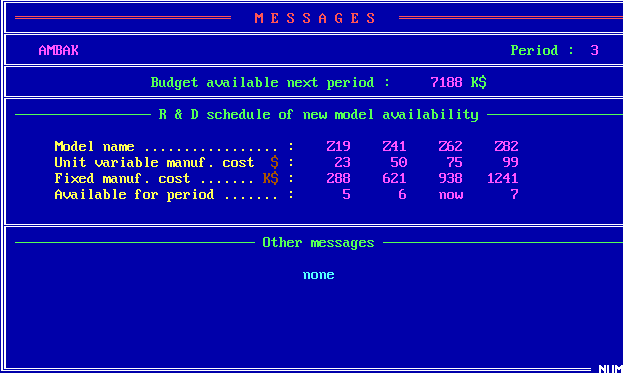 M E S S A G E S
AMBAK Period : 3
Budget available next period : 7188 K$
R & D schedule of new model availability
Model name ................. : Z19 Z41 Z62 Z82
Unit variable manuf. cost $ : 23 50 75 99
Fixed manuf. cost ....... K$ : 288 621 938 1241
Available for period ....... : 5 6 now 7
Other messages
none
NUM